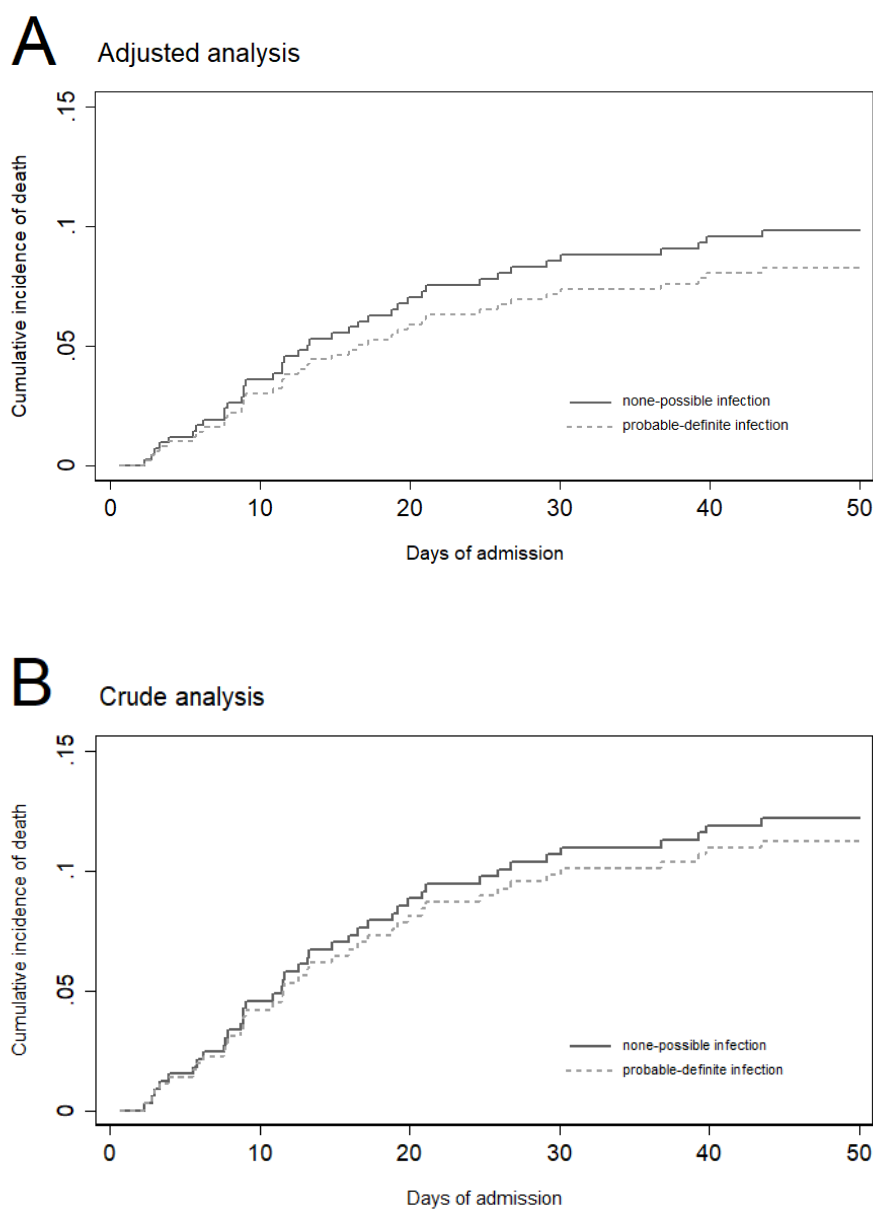 A Adjusted analysis
.15
.1
.05
0
Cumulative incidence of death
none-possible infection
probable-definite infection
0 10 20 30 40 50
Days of admission
B Crude analysis
.15
.1
.05
0
Cumulative incidence of death
none-possible infection
probable-definite infection
0 10 20 30 40 50
Days of admission